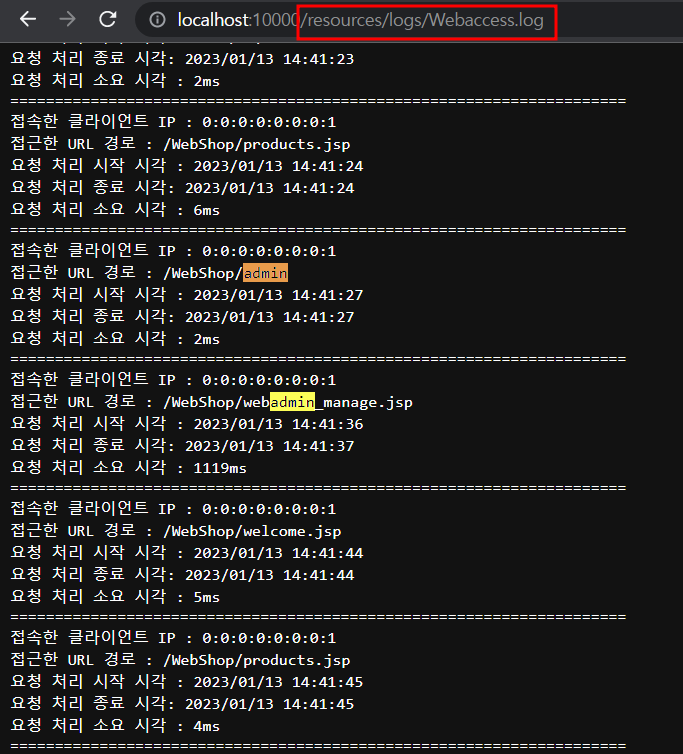 localhost:10000/resources/logs/Webaccess.log
요청 처리 종료 시각: 2023/01/13 14:41:23
요청 처리 소요 시각 : 2ms
======================================================================
접속한 클라이언트 IP : 0:0:0:0:0:0:0:1
접근한 URL 경로 : /WebShop/products.jsp
요청 처리 시작 시각 : 2023/01/13 14:41:24
요청 처리 종료 시각: 2023/01/13 14:41:24
요청 처리 소요 시각 : 6ms
======================================================================
접속한 클라이언트 IP : 0:0:0:0:0:0:0:1
접근한 URL 경로 : /WebShop/admin
요청 처리 시작 시각 : 2023/01/13 14:41:27
요청 처리 종료 시각: 2023/01/13 14:41:27
요청 처리 소요 시각 : 2ms
======================================================================
접속한 클라이언트 IP : 0:0:0:0:0:0:0:1
접근한 URL 경로 : /WebShop/webadmin_manage.jsp
요청 처리 시작 시각 : 2023/01/13 14:41:36
요청 처리 종료 시각: 2023/01/13 14:41:37
요청 처리 소요 시각 : 1119ms
======================================================================
접속한 클라이언트 IP : 0:0:0:0:0:0:0:1
접근한 URL 경로 : /WebShop/welcome.jsp
요청 처리 시작 시각 : 2023/01/13 14:41:44
요청 처리 종료 시각: 2023/01/13 14:41:44
요청 처리 소요 시각 : 5ms
======================================================================
접속한 클라이언트 IP : 0:0:0:0:0:0:0:1
접근한 URL 경로 : /WebShop/products.jsp
요청 처리 시작 시각 : 2023/01/13 14:41:45
요청 처리 종료 시각: 2023/01/13 14:41:45
요청 처리 소요 시각 : 4ms
======================================================================